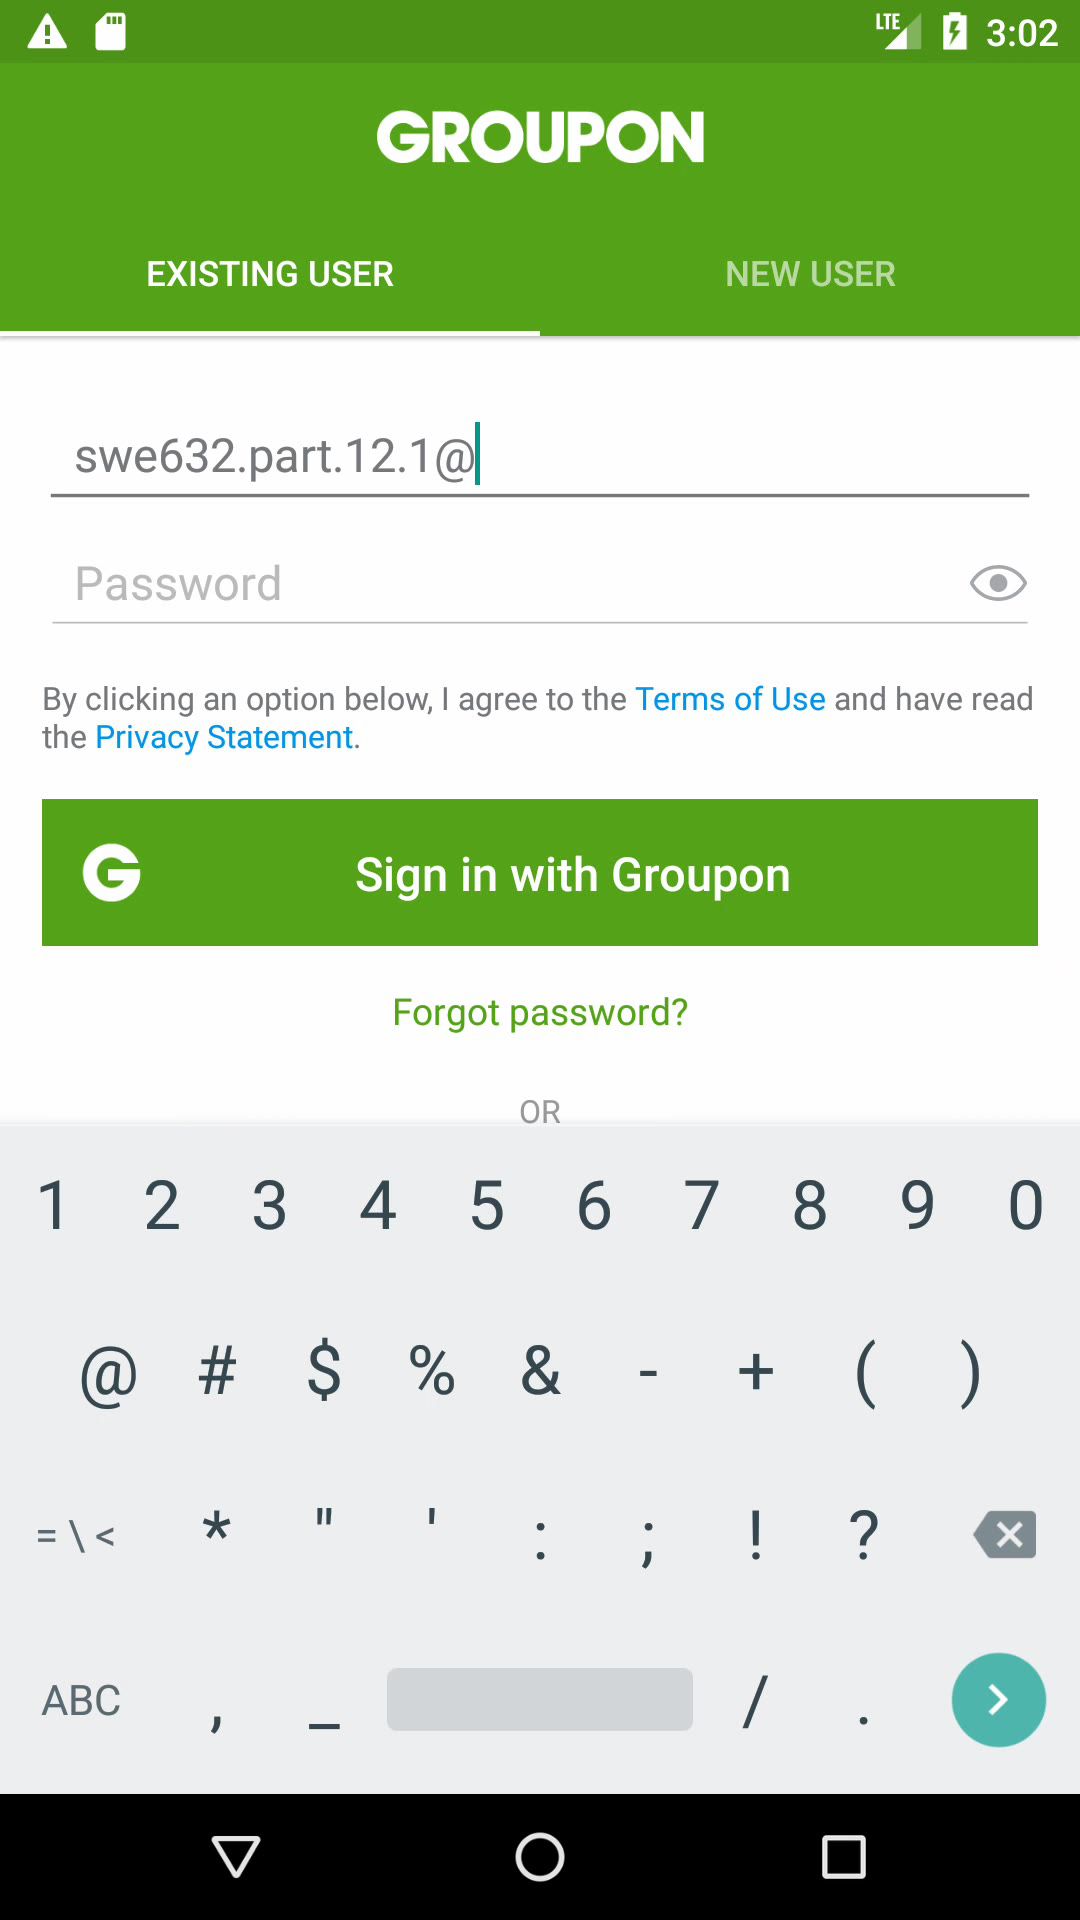 LTE 3:02
GROUPON
EXISTING USER NEW USER
swe632.part.12.1@
Password
By clicking an option below, I agree to the Terms of Use and have read
the Privacy Statement.
G Sign in with Groupon
Forgot password?
OR
1 2 3 4 5 6 7 8 9 0
@ # $ % & - + ( )
= \ < * " ' : ; ! ?
ABC , _ / .